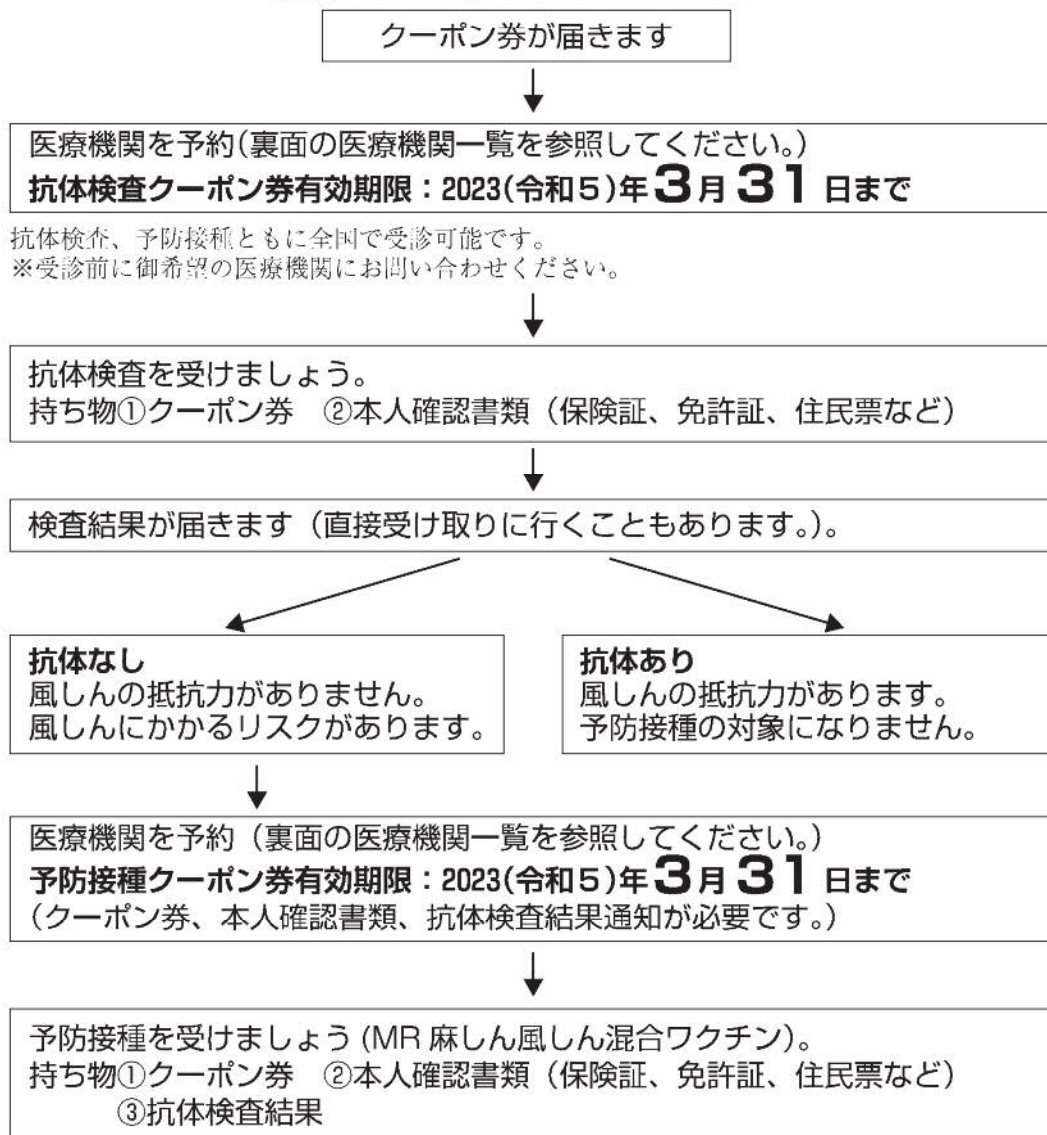 クーポン券が届きます
医療機関を予約(裏面の医療機関一覧を参照してください。)
抗体検査クーポン券有効期限：2023(令和5)年3月31日まで
抗体検査、予防接種ともに全国で受診可能です。
※受診前に御希望の医療機関にお問い合わせください。
抗体検査を受けましょう。
持ち物①クーポン券　②本人確認書類（保険証、免許証、住民票など）
検査結果が届きます（直接受け取りに行くこともあります。）。
抗体なし
風しんの抵抗力がありません。
風しんにかかるリスクがあります。
抗体あり
風しんの抵抗力があります。
予防接種の対象になりません。
医療機関を予約（裏面の医療機関一覧を参照してください。）
予防接種クーポン券有効期限：2023(令和5)年3月31日まで
（クーポン券、本人確認書類、抗体検査結果通知が必要です。）
予防接種を受けましょう(MR 麻しん風しん混合ワクチン)。
持ち物①クーポン券　②本人確認書類（保険証、免許証、住民票など）
③抗体検査結果